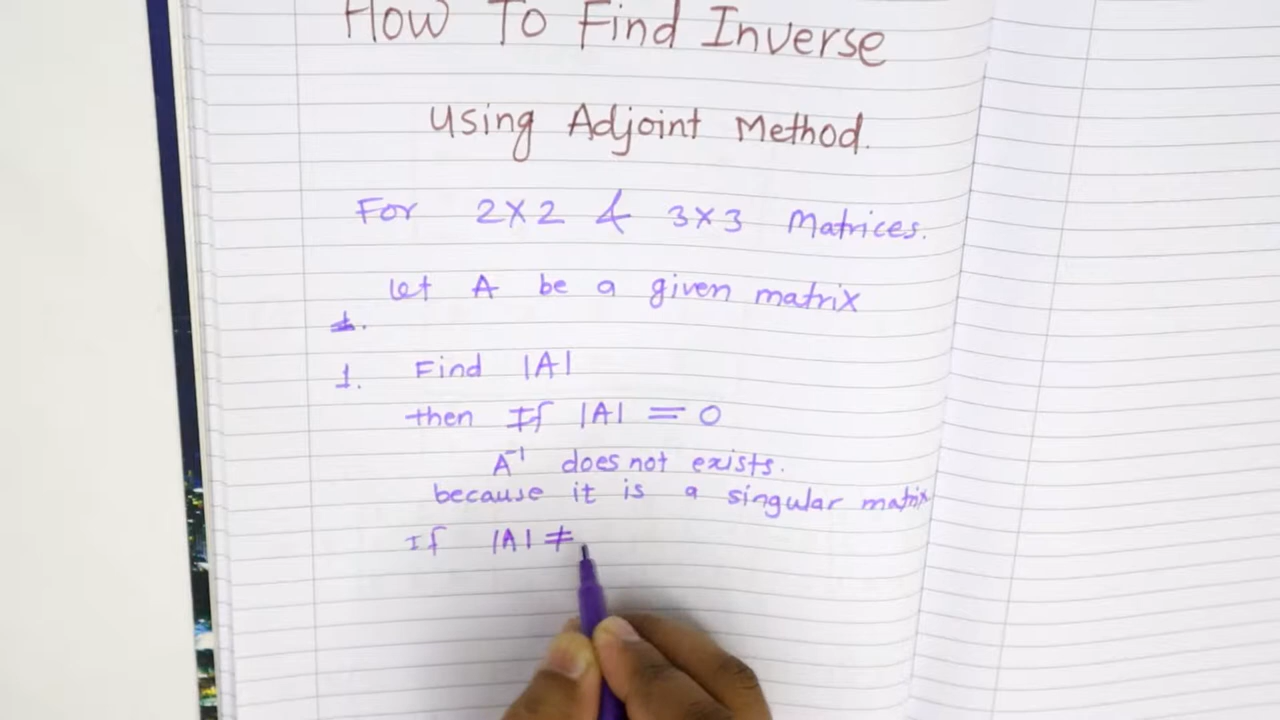 How To Find Inverse
Using Adjoint Method.
For 2x2 & 3x3 Matrices.
Let A be a given matrix
1.
1. Find |A|
then If |A| = 0
A⁻¹ does not exists.
because it is a singular matrix
If |A| ≠